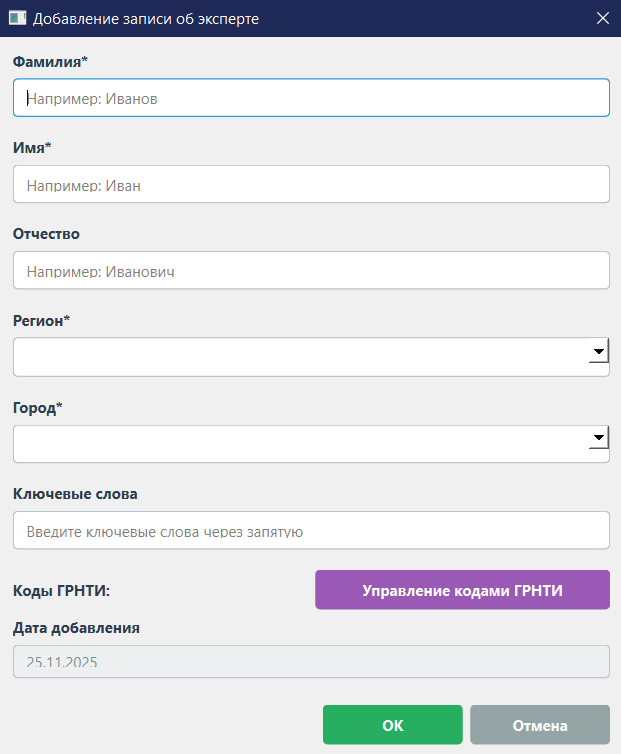 Добавление записи об эксперте
Фамилия*
Например: Иванов
Имя*
Например: Иван
Отчество
Например: Иванович
Регион*
Город*
Ключевые слова
Введите ключевые слова через запятую
Коды ГРНТИ:
Управление кодами ГРНТИ
Дата добавления
25.11.2025
OK
Отмена